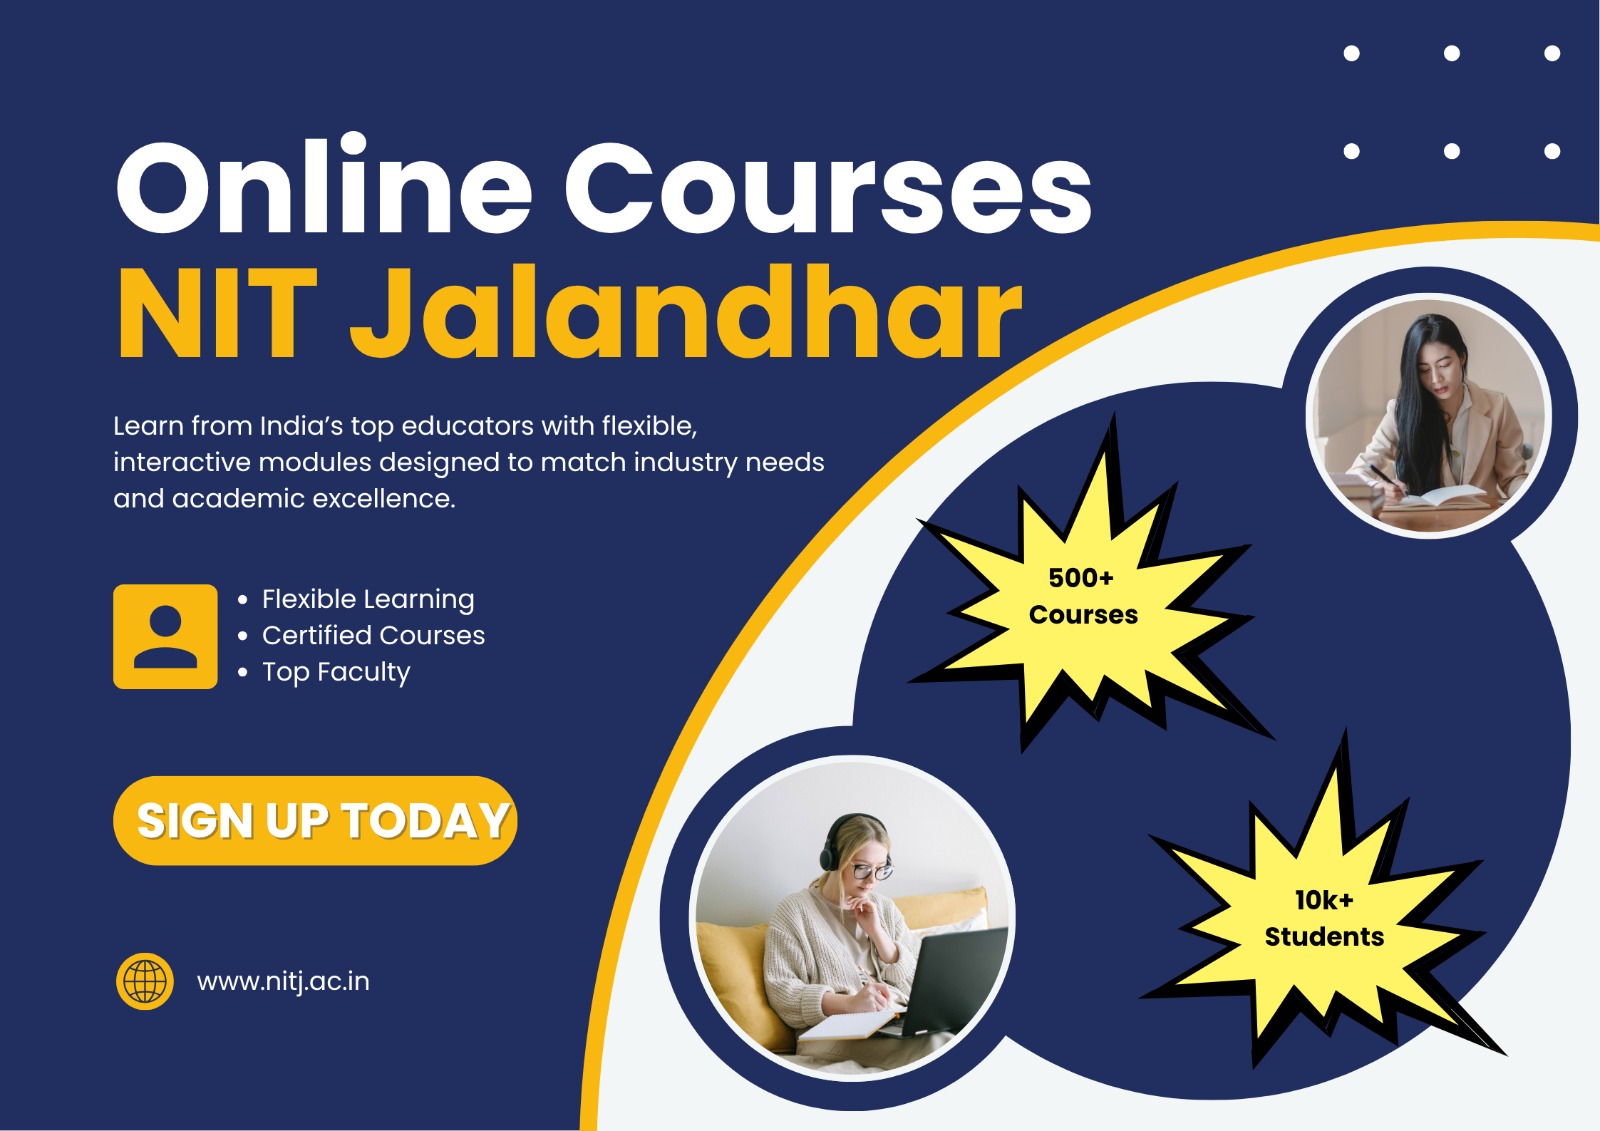 Online Courses
NIT Jalandhar
Learn from India’s top educators with flexible,
interactive modules designed to match industry needs
and academic excellence.
• Flexible Learning
• Certified Courses
• Top Faculty
SIGN UP TODAY
www.nitj.ac.in
500+
Courses
10k+
Students